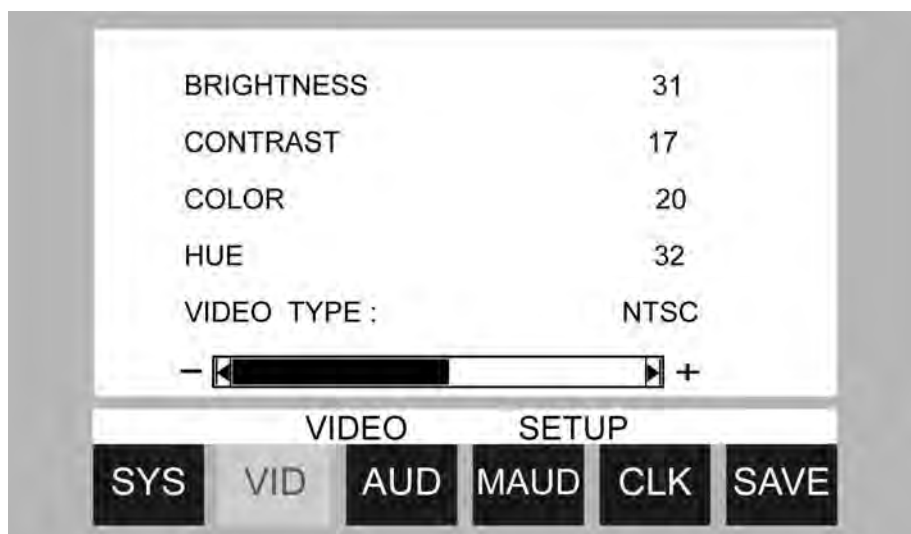 BRIGHTNESS 31
CONTRAST 17
COLOR 20
HUE 32
VIDEO TYPE : NTSC
− +
VIDEO SETUP
SYS VID AUD MAUD CLK SAVE